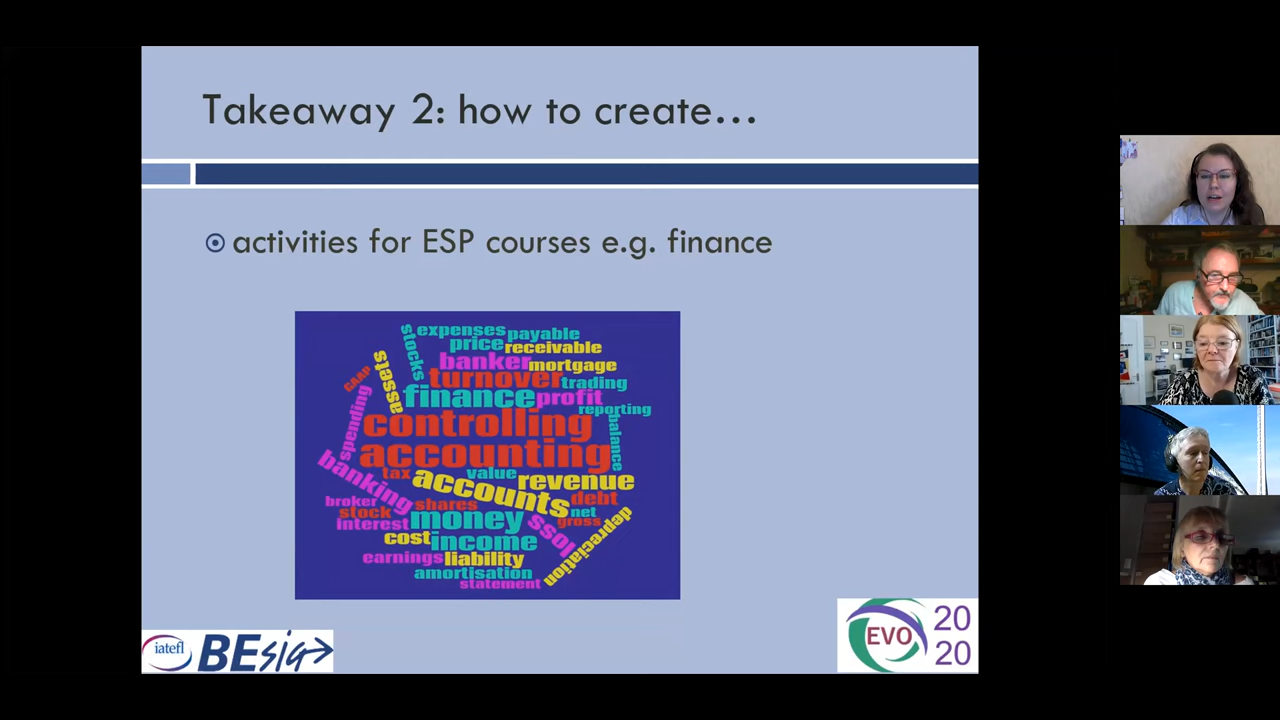 Takeaway 2: how to create…
activities for ESP courses e.g. finance
expenses payable
stocks
price receivable
banker mortgage
assets
GAAP
turnover trading
finance profit
reporting
spending
controlling
balance
accounting
tax value
banking
accounts
revenue
debt
broker shares
stock
net
interest
money
gross
loss
depreciation
cost income
earnings liability
amortisation
statement
iatefl BEsig
EVO
20
20